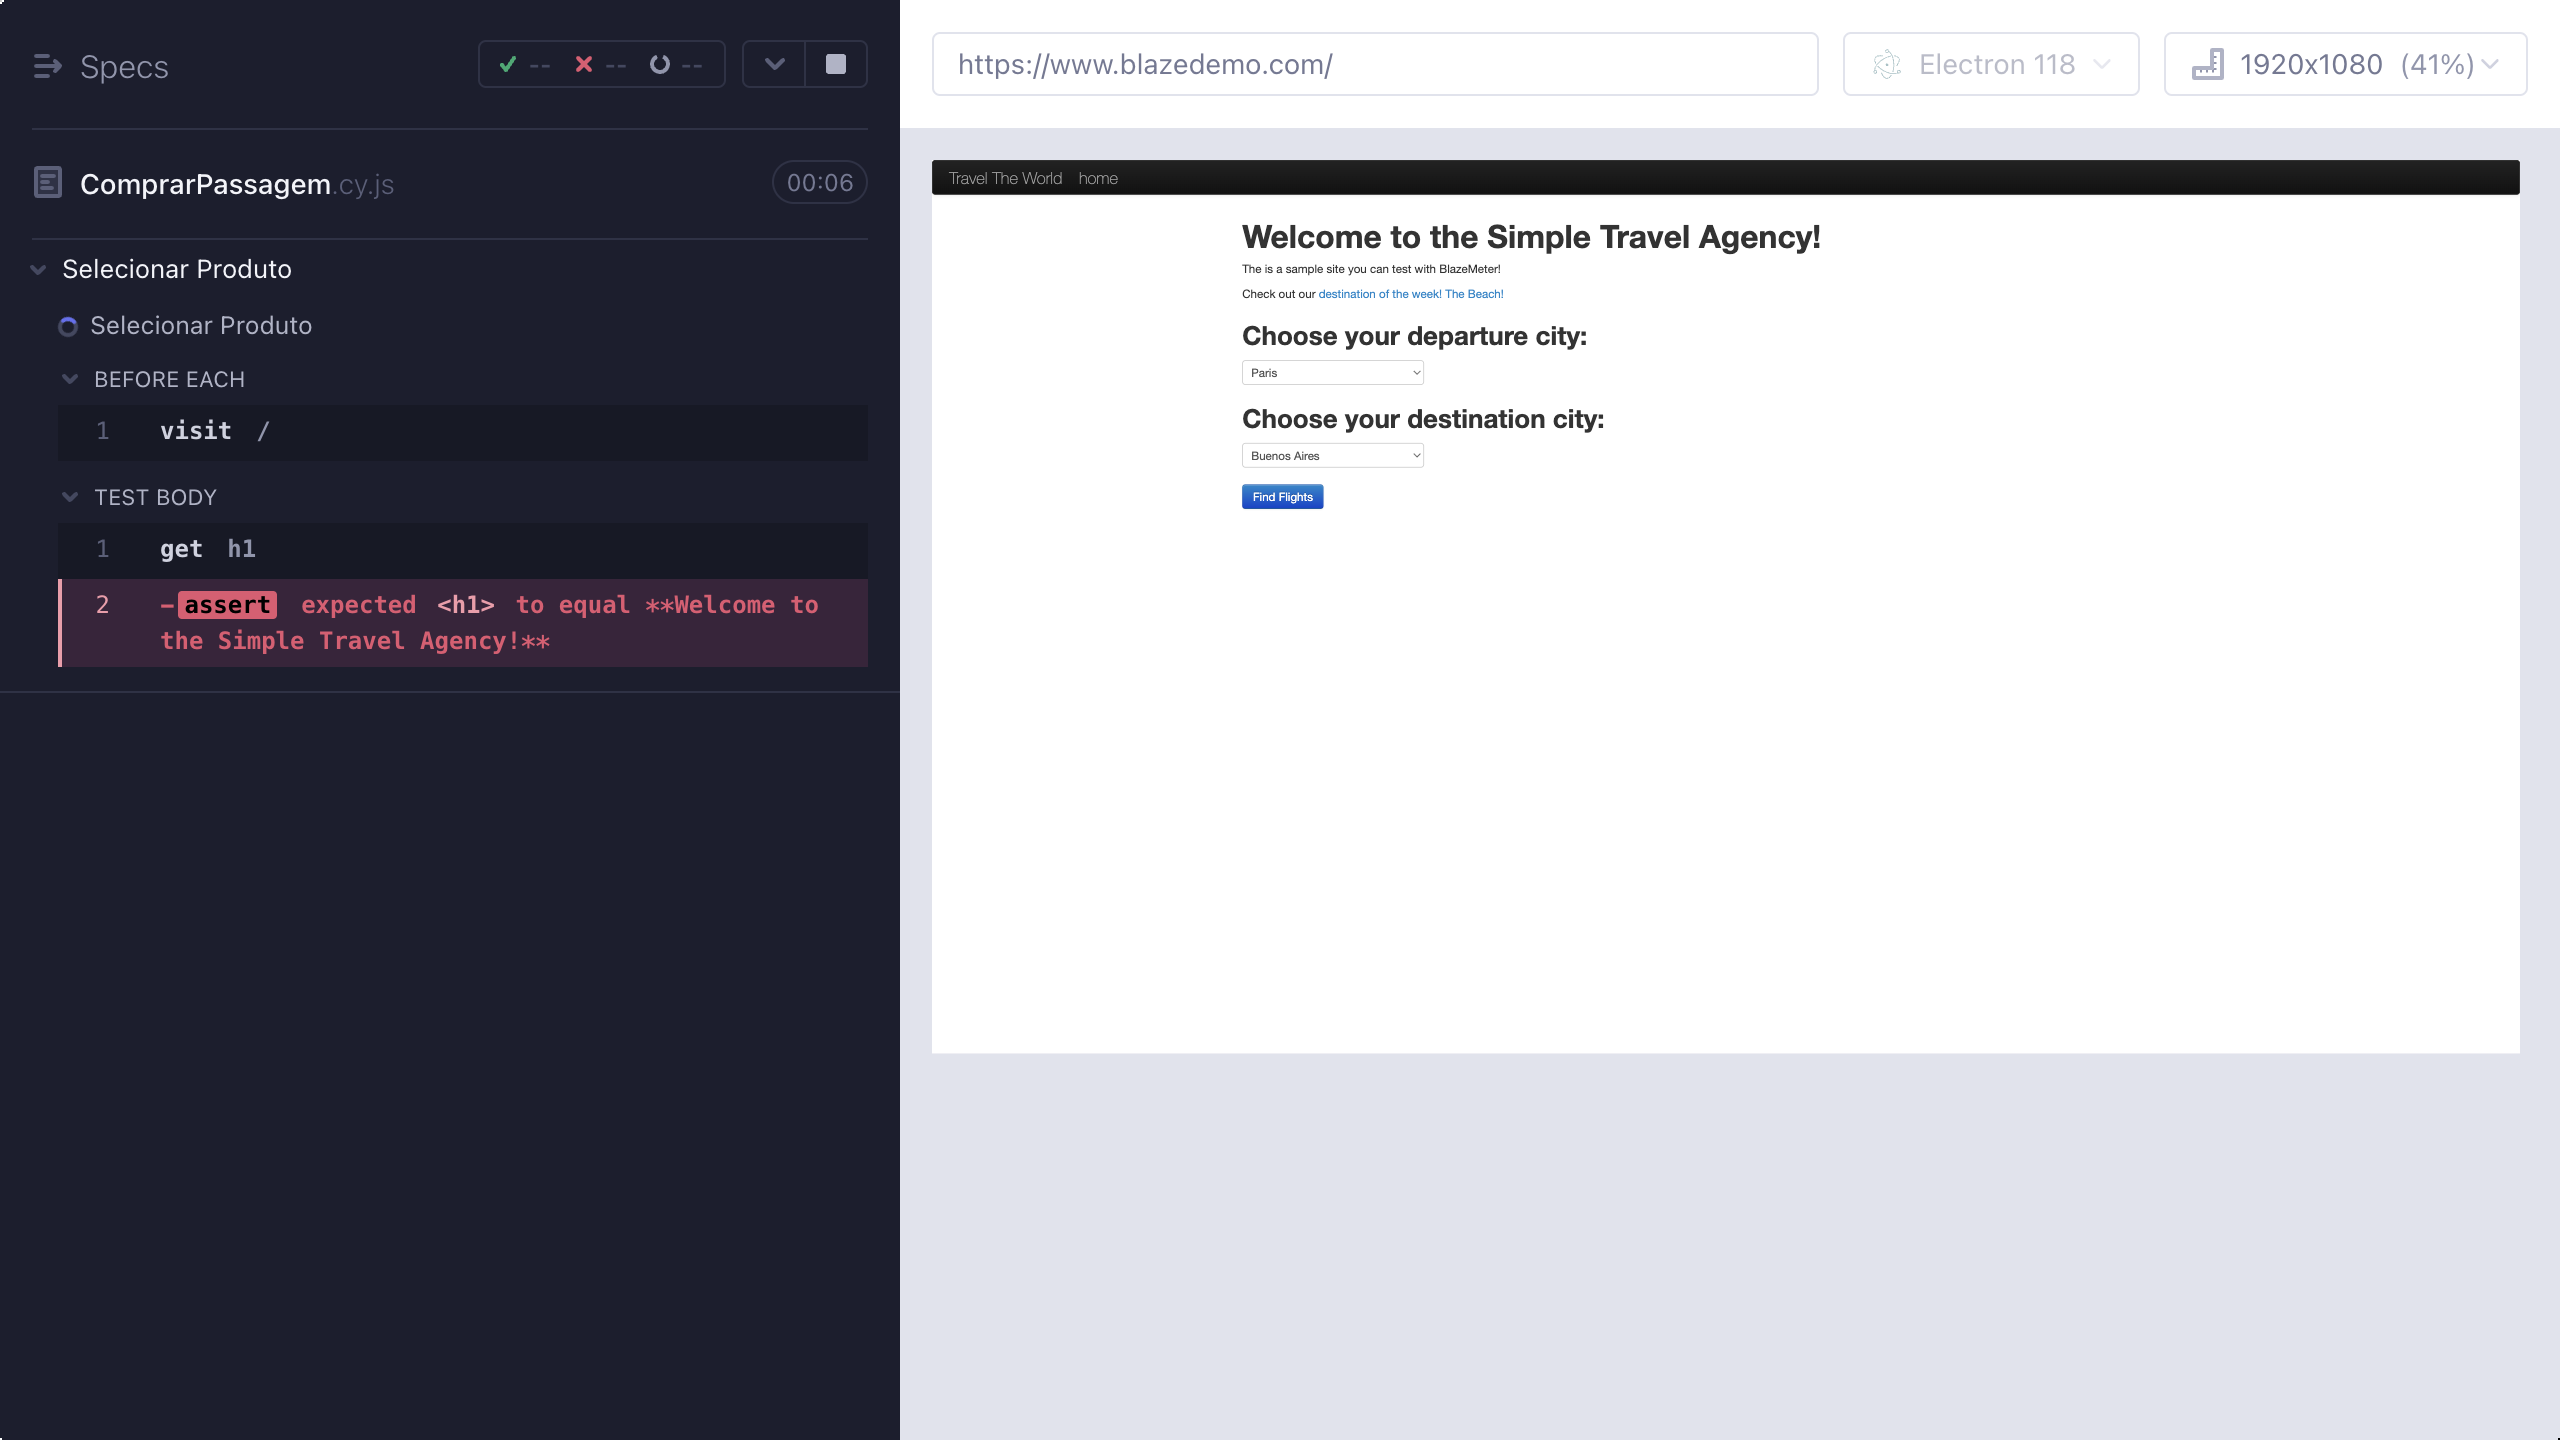 Specs
-- -- --
ComprarPassagem.cy.js
00:06
Selecionar Produto
Selecionar Produto
BEFORE EACH
1 visit /
TEST BODY
1 get h1
2 -assert expected <h1> to equal **Welcome to
the Simple Travel Agency!**
https://www.blazedemo.com/
Electron 118
1920x1080 (41%)
Travel The World home
Welcome to the Simple Travel Agency!
The is a sample site you can test with BlazeMeter!
Check out our destination of the week! The Beach!
Choose your departure city:
Paris
Choose your destination city:
Buenos Aires
Find Flights